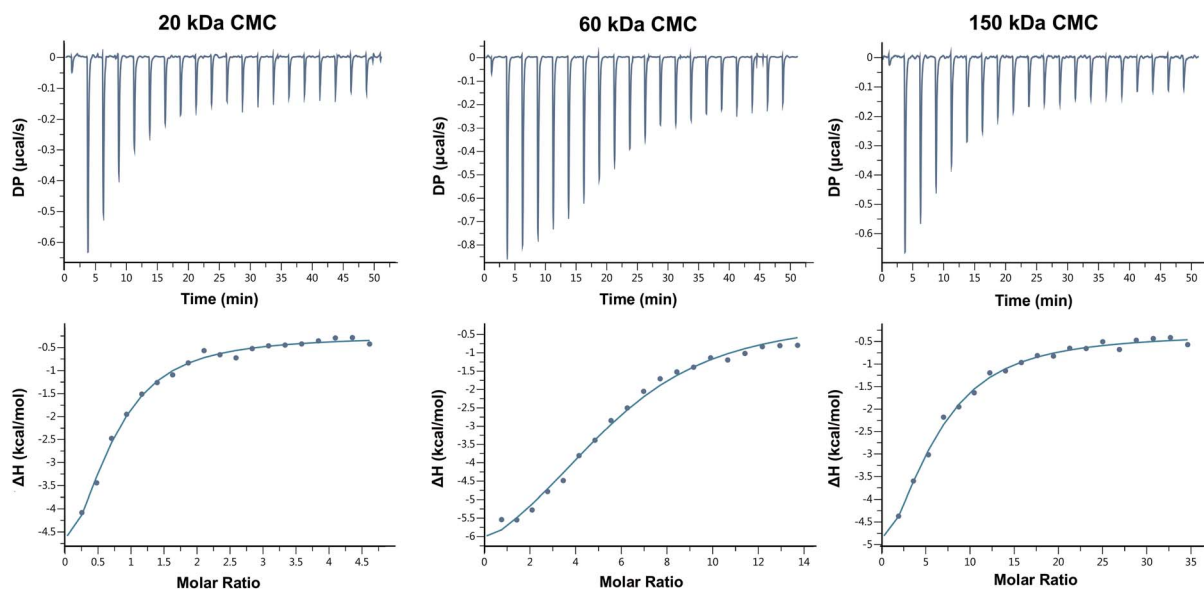 20 kDa CMC
60 kDa CMC
150 kDa CMC
DP (µcal/s)
0
-0.1
-0.2
-0.3
-0.4
-0.5
-0.6
0 5 10 15 20 25 30 35 40 45 50
Time (min)
DP (µcal/s)
0
-0.1
-0.2
-0.3
-0.4
-0.5
-0.6
-0.7
-0.8
0 5 10 15 20 25 30 35 40 45 50
Time (min)
DP (µcal/s)
0
-0.1
-0.2
-0.3
-0.4
-0.5
-0.6
0 5 10 15 20 25 30 35 40 45 50
Time (min)
ΔH (kcal/mol)
-0.5
-1
-1.5
-2
-2.5
-3
-3.5
-4
-4.5
0 0.5 1 1.5 2 2.5 3 3.5 4 4.5
Molar Ratio
ΔH (kcal/mol)
-0.5
-1
-1.5
-2
-2.5
-3
-3.5
-4
-4.5
-5
-5.5
-6
0 2 4 6 8 10 12 14
Molar Ratio
ΔH (kcal/mol)
-0.5
-1
-1.5
-2
-2.5
-3
-3.5
-4
-4.5
-5
0 5 10 15 20 25 30 35
Molar Ratio